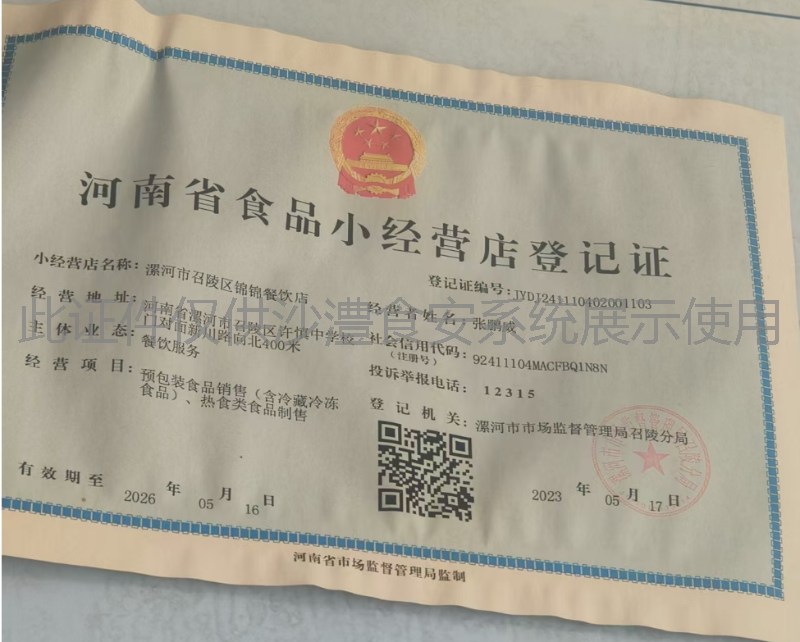 河南省食品小经营店登记证
小经营店名称：漯河市召陵区锦锦餐饮店
登记证编号：JYDJ241110402001103
经营地址：河南省漯河市召陵区许慎中学校
门对面新川路向北400米
经营者姓名：张鹏威
此证件仅供沙澧食安系统展示使用
主体业态：餐饮服务
社会信用代码：92411104MACFBQ1N8N
（注册号）
经营项目：预包装食品销售（含冷藏冷冻
食品）、热食类食品制售
投诉举报电话：12315
登记机关：漯河市市场监督管理局召陵分局
有效期至 2026 年 05 月 16 日
2023 年 05 月 17 日
河南省市场监督管理局监制